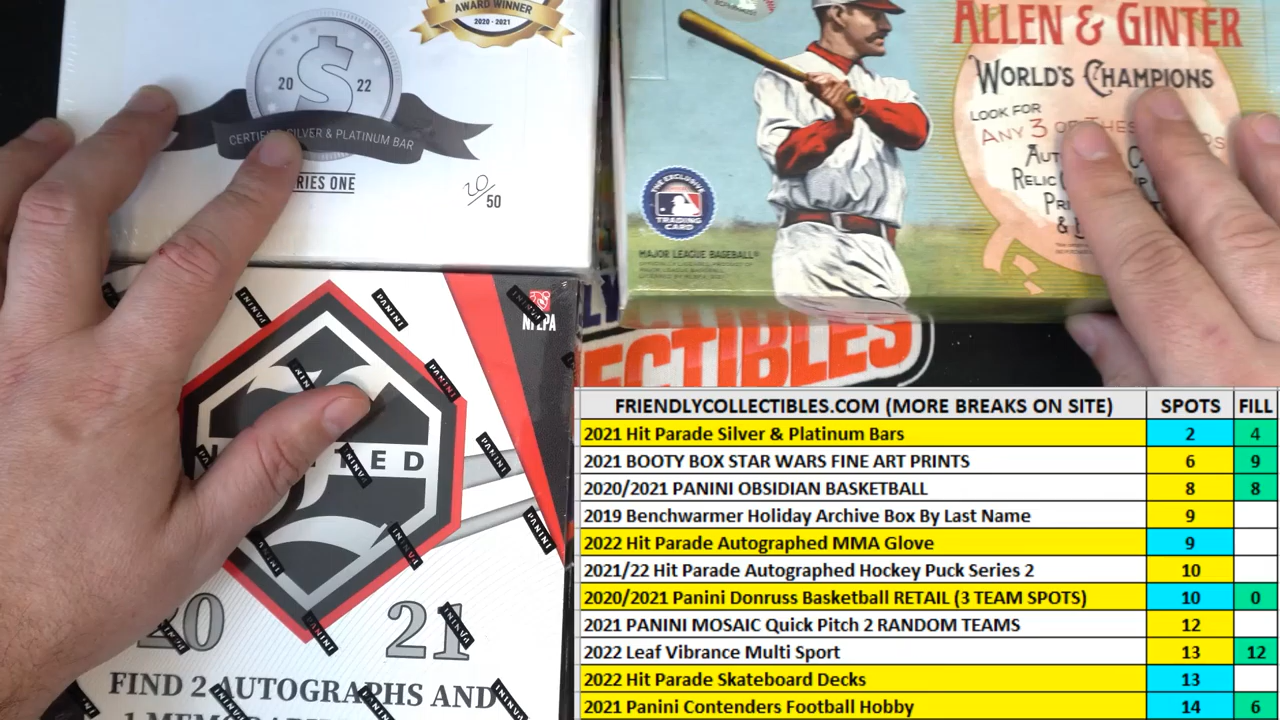 AWARD WINNER
2020 - 2021
20 22
CERTIFIED SILVER & PLATINUM BAR
SERIES ONE
20/50
ALLEN & GINTER
WORLD'S CHAMPIONS
LOOK FOR
ANY 3 OF THESE
THE EXCLUSIVE
TRADING
CARD
MAJOR LEAGUE BASEBALL®
ECTIBLES
PANINI
NFLPA
TED
20 21
FIND 2 AUTOGRAPHS AND
FRIENDLYCOLLECTIBLES.COM (MORE BREAKS ON SITE) SPOTS FILL
2021 Hit Parade Silver & Platinum Bars 2 4
2021 BOOTY BOX STAR WARS FINE ART PRINTS 6 9
2020/2021 PANINI OBSIDIAN BASKETBALL 8 8
2019 Benchwarmer Holiday Archive Box By Last Name 9
2022 Hit Parade Autographed MMA Glove 9
2021/22 Hit Parade Autographed Hockey Puck Series 2 10
2020/2021 Panini Donruss Basketball RETAIL (3 TEAM SPOTS) 10 0
2021 PANINI MOSAIC Quick Pitch 2 RANDOM TEAMS 12
2022 Leaf Vibrance Multi Sport 13 12
2022 Hit Parade Skateboard Decks 13
2021 Panini Contenders Football Hobby 14 6